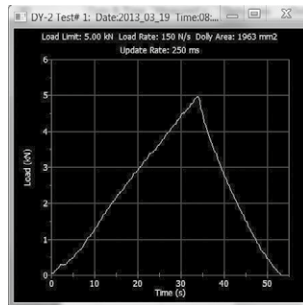 DY-2 Test# 1: Date:2013_03_19 Time:08:...
Load Limit: 5.00 kN Load Rate: 150 N/s Dolly Area: 1963 mm2
Update Rate: 250 ms
6
5
4
3
2
1
0
Load (kN)
0 10 20 30 40 50
Time (s)